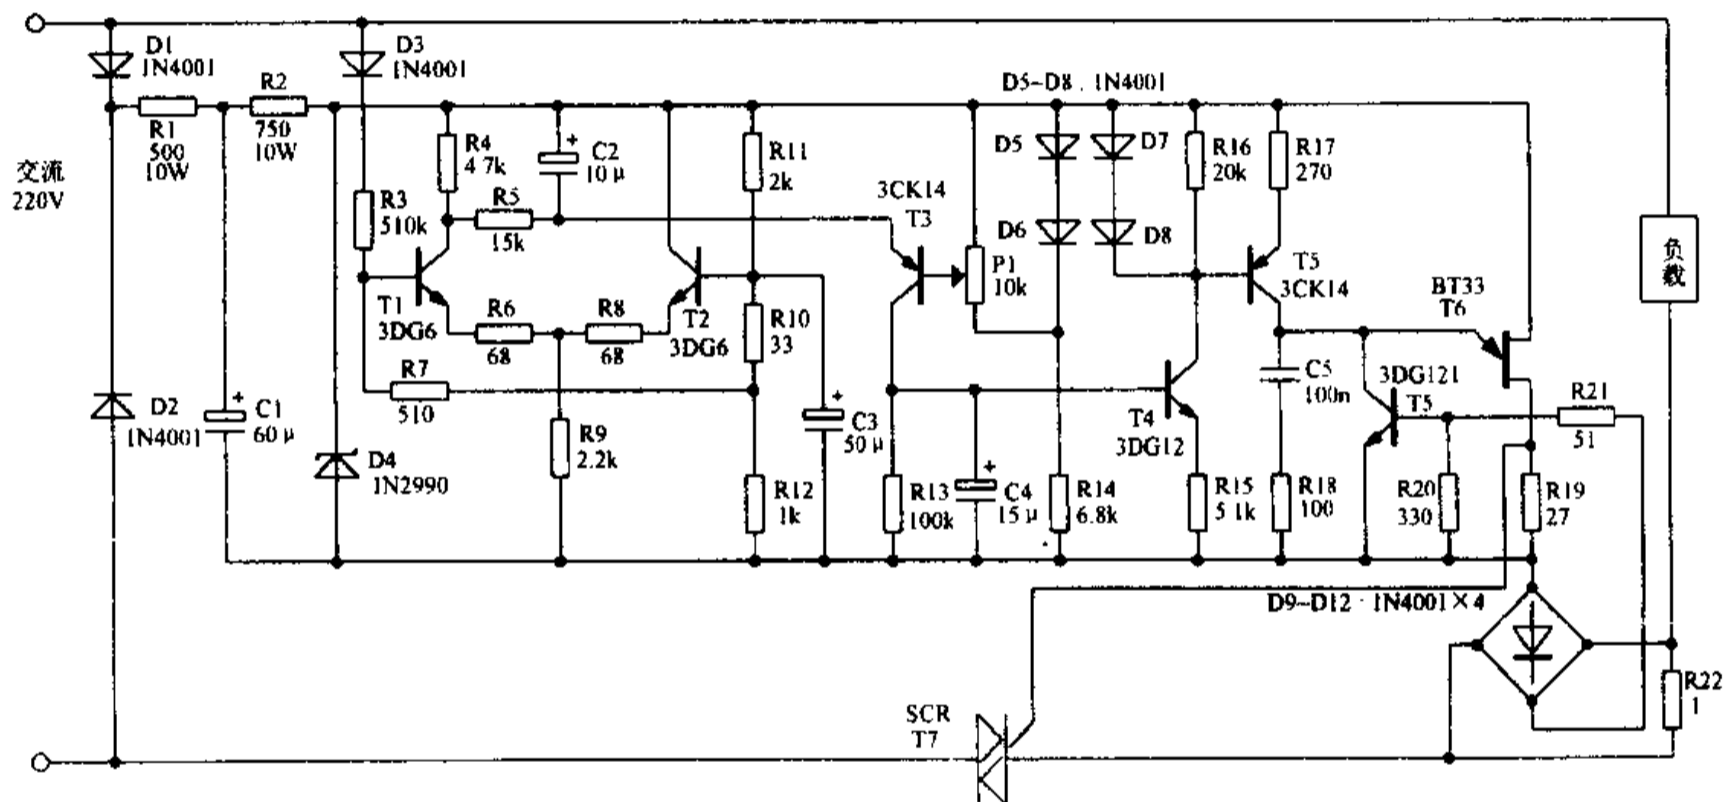 D1
1N4001
D3
1N4001
R1
500
10W
R2
750
10W
交流
220V
R3
510k
R4
4 7k
R5
15k
C2
10μ
R11
2k
3CK14
T3
D5~D8 . 1N4001
D5
D7
D6
D8
P1
10k
R16
20k
R17
270
T5
3CK14
BT33
T6
负载
T1
3DG6
R6
68
R8
68
T2
3DG6
R10
33
R7
510
D2
1N4001
C1
60μ
D4
1N2990
R9
2.2k
R12
1k
C3
50μ
R13
100k
C4
15μ
R14
6.8k
T4
3DG12
R15
5 1k
C5
100n
R18
100
3DG121
T5
R20
330
R21
51
R19
27
D9~D12 · 1N4001×4
R22
1
SCR
T7